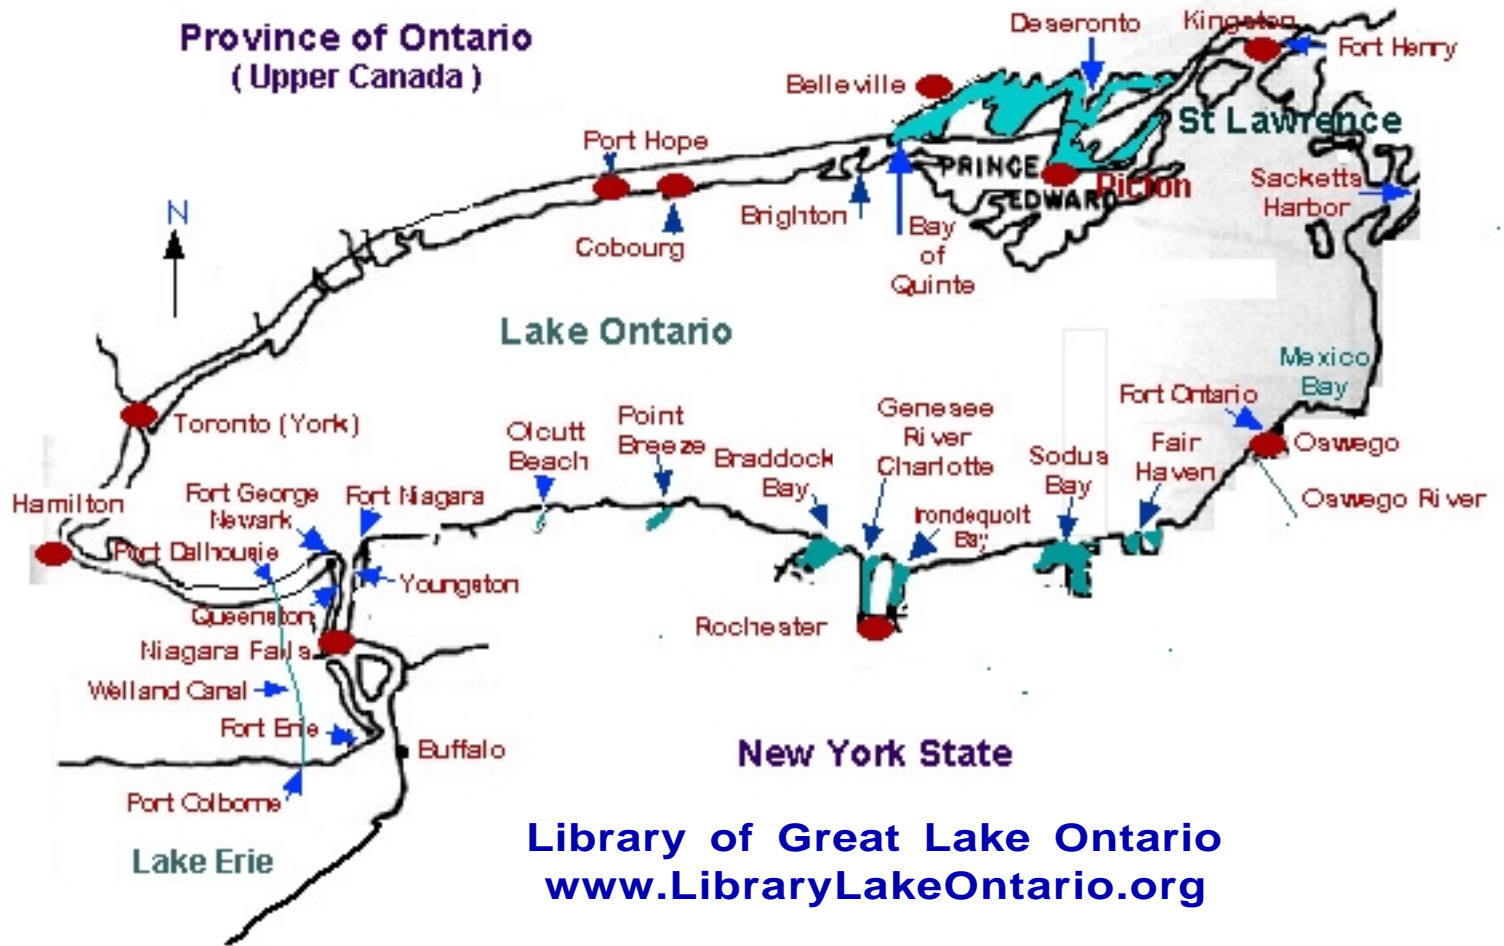 Province of Ontario
( Upper Canada )
Deseronto
Kingston
Fort Henry
Belleville
St Lawrence
Port Hope
PRINCE
EDWARD
Picton
Sacketts
Harbor
N
Brighton
Cobourg
Bay
of
Quinte
Lake Ontario
Mexico
Bay
Fort Ontario
Toronto (York)
Olcutt
Beach
Point
Breeze
Braddock
Bay
Genesee
River
Charlotte
Sodus
Bay
Fair
Haven
Oswego
Oswego River
Hamilton
Fort George
Newark
Fort Niagara
Irondequoit
Bay
Port Dalhousie
Youngston
Queenston
Rochester
Niagara Falls
Welland Canal
Fort Erie
Buffalo
New York State
Port Colborne
Lake Erie
Library of Great Lake Ontario
www.LibraryLakeOntario.org